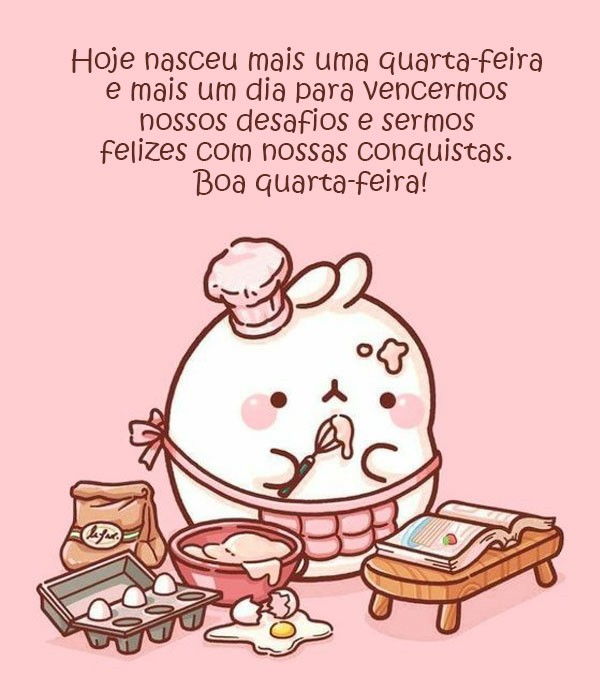 Hoje nasceu mais uma quarta-feira
e mais um dia para vencermos
nossos desafios e sermos
felizes com nossas conquistas.
Boa quarta-feira!